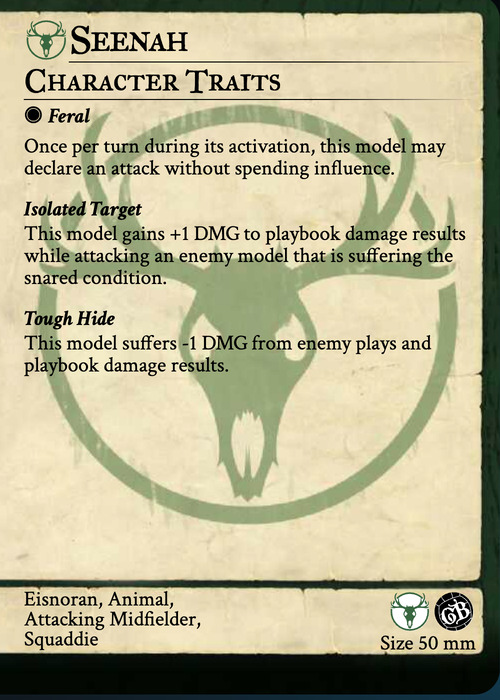 Seenah
Character Traits
Feral
Once per turn during its activation, this model may
declare an attack without spending influence.
Isolated Target
This model gains +1 DMG to playbook damage results
while attacking an enemy model that is suffering the
snared condition.
Tough Hide
This model suffers -1 DMG from enemy plays and
playbook damage results.
Eisnoran, Animal,
Attacking Midfielder,
Squaddie
GB
Size 50 mm